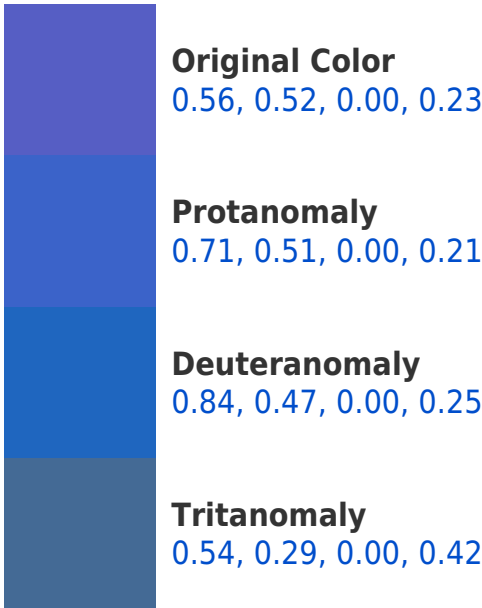 Original Color
0.56, 0.52, 0.00, 0.23
Protanomaly
0.71, 0.51, 0.00, 0.21
Deuteranomaly
0.84, 0.47, 0.00, 0.25
Tritanomaly
0.54, 0.29, 0.00, 0.42